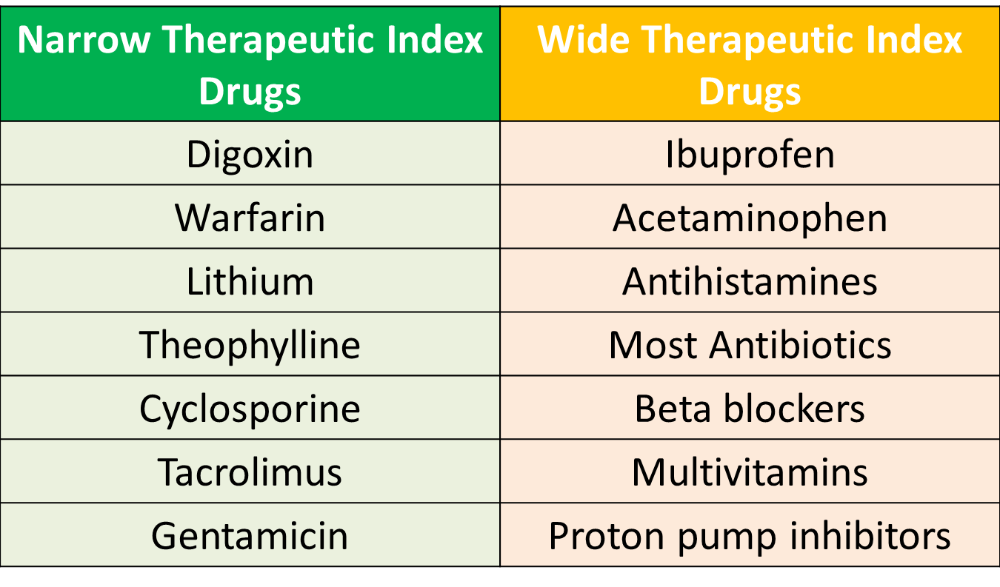 Narrow Therapeutic Index
Drugs
Wide Therapeutic Index
Drugs
Digoxin
Ibuprofen
Warfarin
Acetaminophen
Lithium
Antihistamines
Theophylline
Most Antibiotics
Cyclosporine
Beta blockers
Tacrolimus
Multivitamins
Gentamicin
Proton pump inhibitors